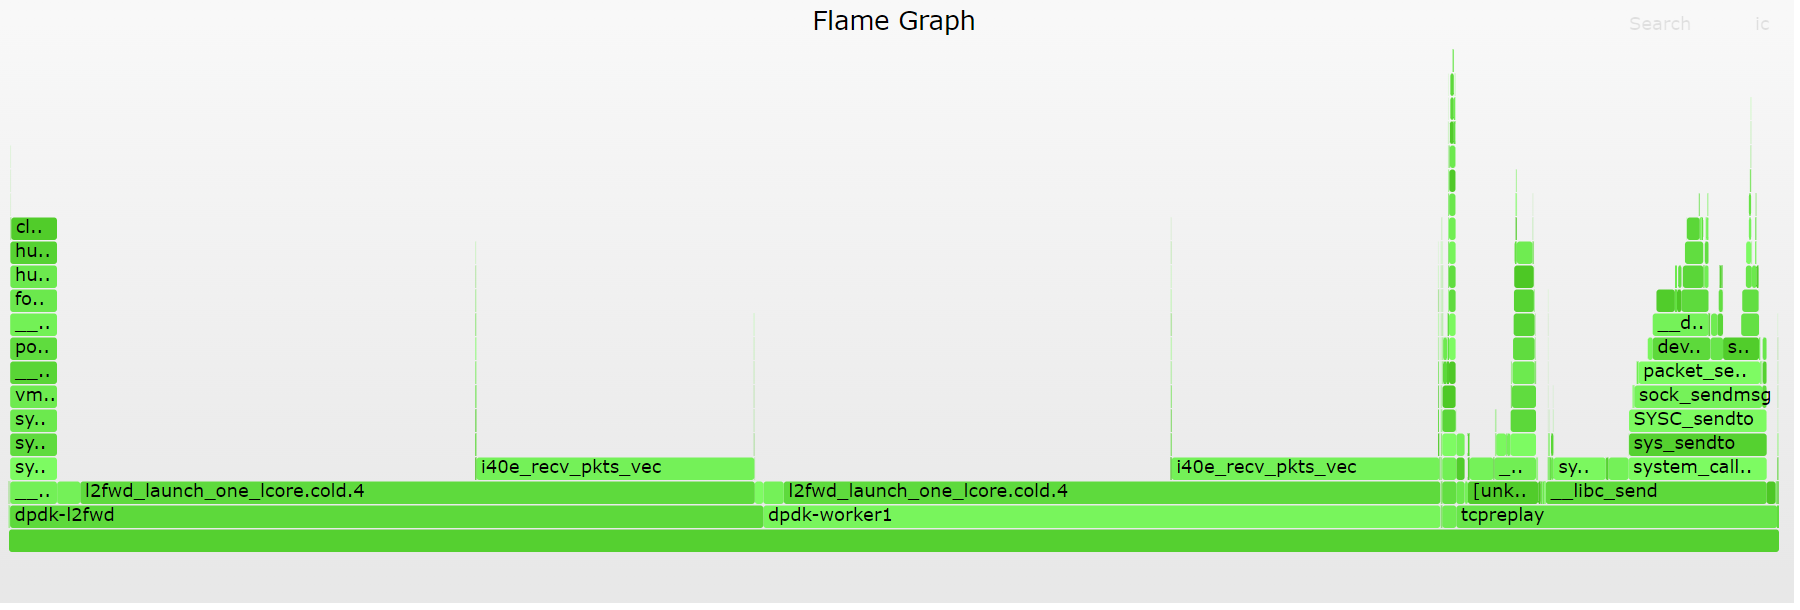 Flame Graph
Search ic
cl..
hu..
hu..
fo..
__.. __d..
po.. dev.. s..
__.. packet_se..
vm.. sock_sendmsg
sy.. SYSC_sendto
sy.. sys_sendto
sy.. i40e_recv_pkts_vec i40e_recv_pkts_vec _.. sy.. system_call..
__.. l2fwd_launch_one_lcore.cold.4 l2fwd_launch_one_lcore.cold.4 [unk.. __libc_send
dpdk-l2fwd dpdk-worker1 tcpreplay